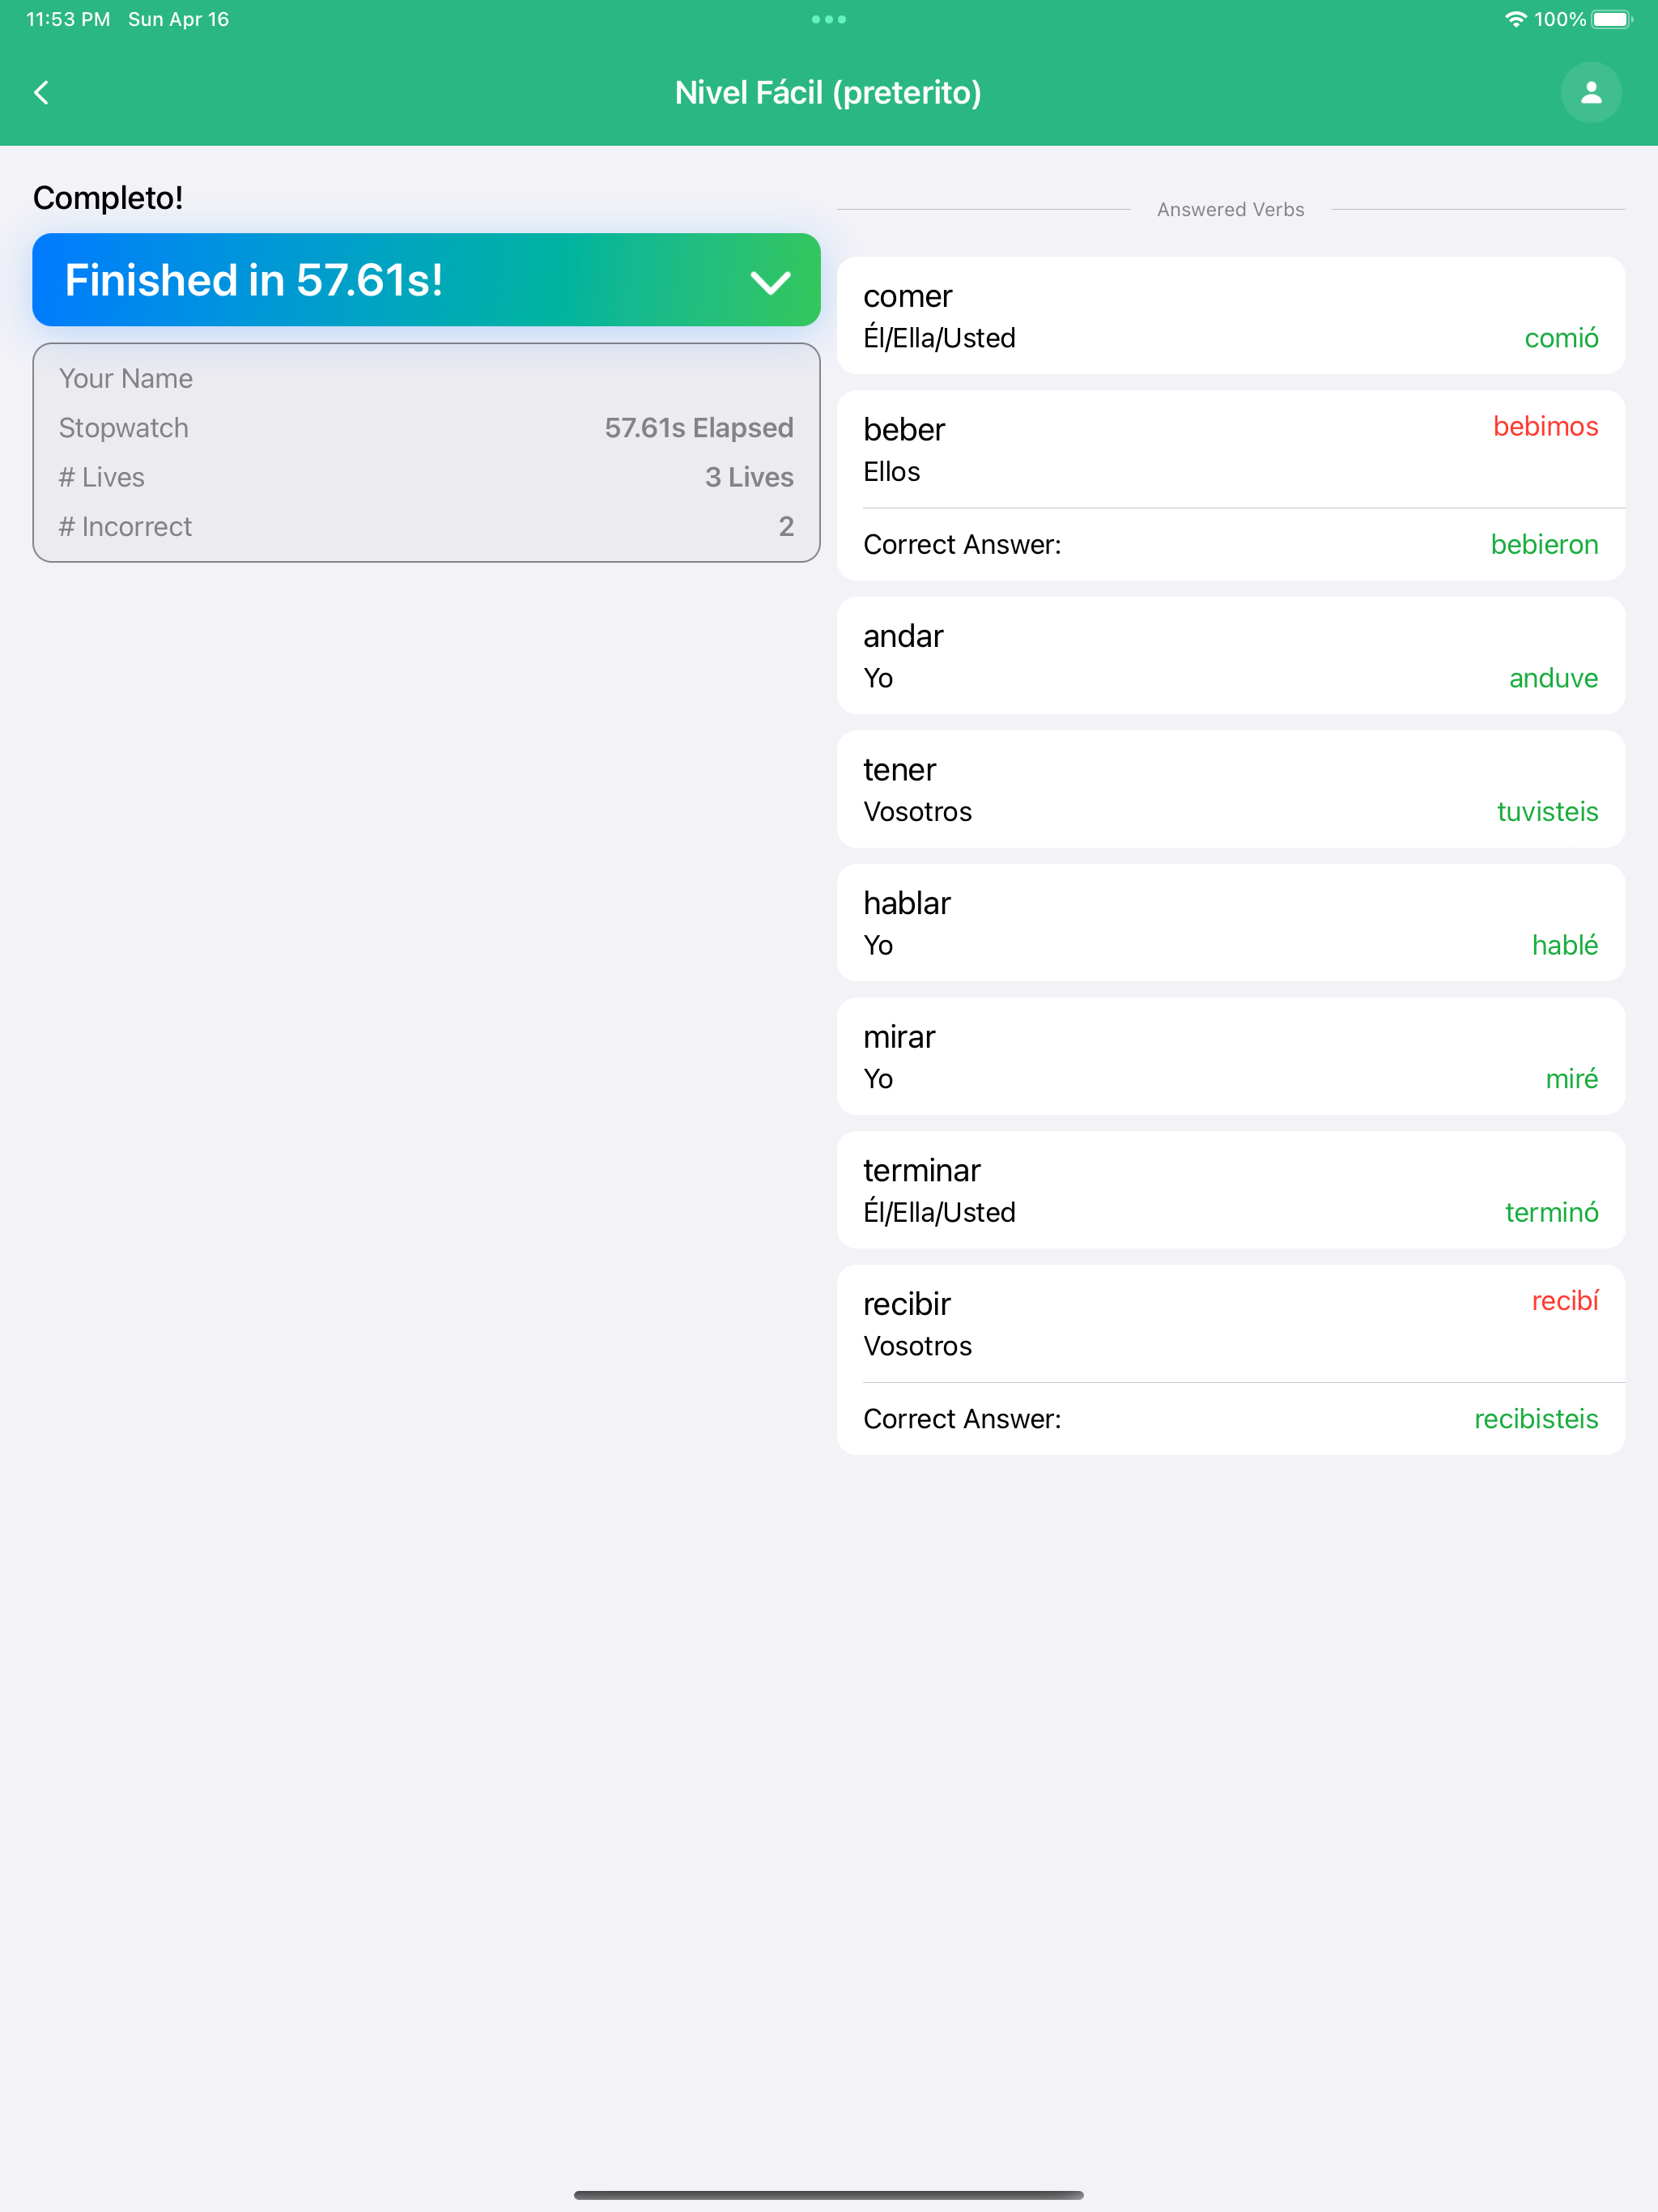 11:53 PM Sun Apr 16
100%
Nivel Fácil (preterito)
Completo!
Finished in 57.61s!
Your Name
Stopwatch 57.61s Elapsed
# Lives 3 Lives
# Incorrect 2
Answered Verbs
comer
Él/Ella/Usted comió
beber bebimos
Ellos
Correct Answer: bebieron
andar
Yo anduve
tener
Vosotros tuvisteis
hablar
Yo hablé
mirar
Yo miré
terminar
Él/Ella/Usted terminó
recibir recibí
Vosotros
Correct Answer: recibisteis